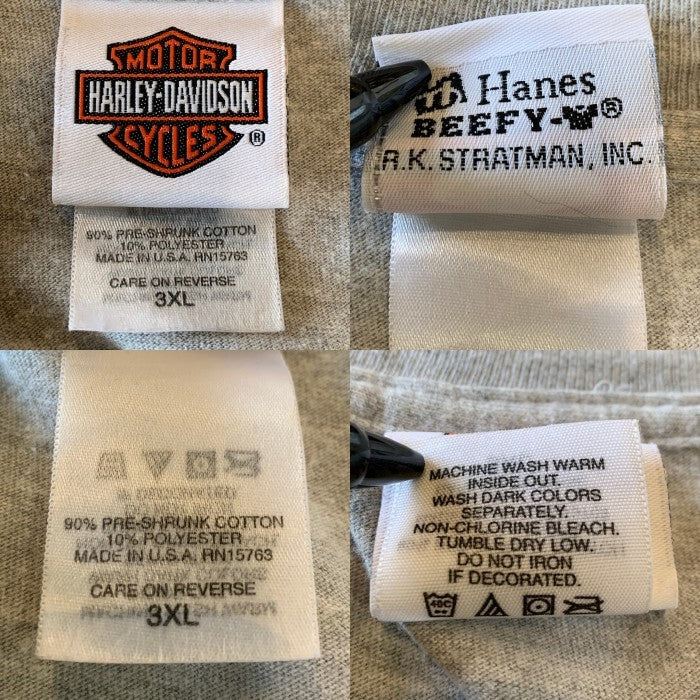 MOTOR
HARLEY-DAVIDSON
CYCLES ®
90% PRE-SHRUNK COTTON
10% POLYESTER
MADE IN U.S.A. RN15763
CARE ON REVERSE
3XL
Hanes
BEEFY-®
R.K. STRATMAN, INC.
90% PRE-SHRUNK COTTON
10% POLYESTER
MADE IN U.S.A. RN15763
CARE ON REVERSE
3XL
MACHINE WASH WARM
INSIDE OUT.
WASH DARK COLORS
SEPARATELY.
NON-CHLORINE BLEACH.
TUMBLE DRY LOW.
DO NOT IRON
IF DECORATED.
40C